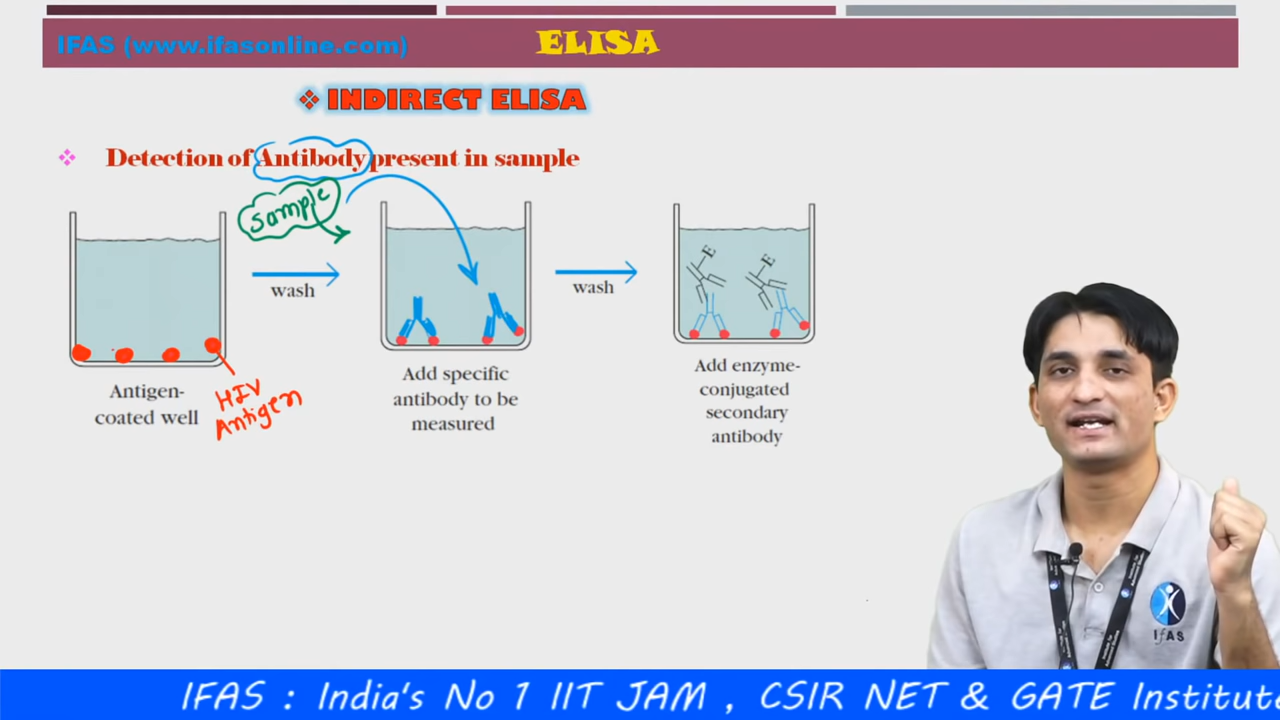 IFAS (www.ifasonline.com)
ELISA
INDIRECT ELISA
Detection of Antibody present in sample
sample
wash
wash
E
E
HIV
Antigen
Antigen-
coated well
Add specific
antibody to be
measured
Add enzyme-
conjugated
secondary
antibody
IfAS
IFAS : India's No 1 IIT JAM , CSIR NET & GATE Institut